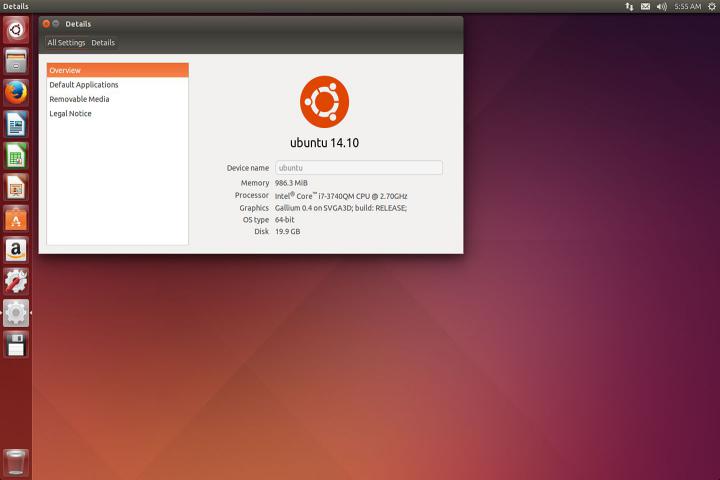 Details
5:55 AM
Details
All Settings Details
Overview
Default Applications
Removable Media
Legal Notice
ubuntu 14.10
Device name ubuntu
Memory 986.3 MiB
Processor Intel® Core™ i7-3740QM CPU @ 2.70GHz
Graphics Gallium 0.4 on SVGA3D; build: RELEASE;
OS type 64-bit
Disk 19.9 GB